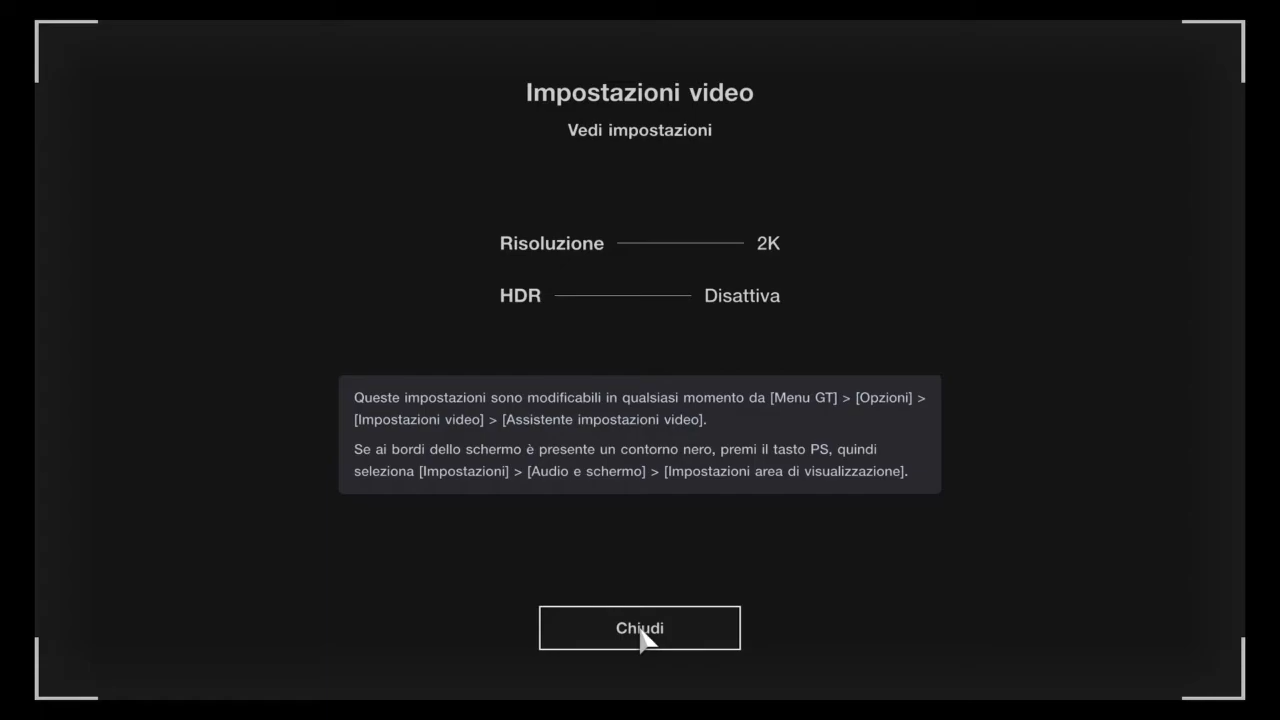 Impostazioni video
Vedi impostazioni
Risoluzione 2K
HDR Disattiva
Queste impostazioni sono modificabili in qualsiasi momento da [Menu GT] > [Opzioni] >
[Impostazioni video] > [Assistente impostazioni video].
Se ai bordi dello schermo è presente un contorno nero, premi il tasto PS, quindi
seleziona [Impostazioni] > [Audio e schermo] > [Impostazioni area di visualizzazione].
Chiudi